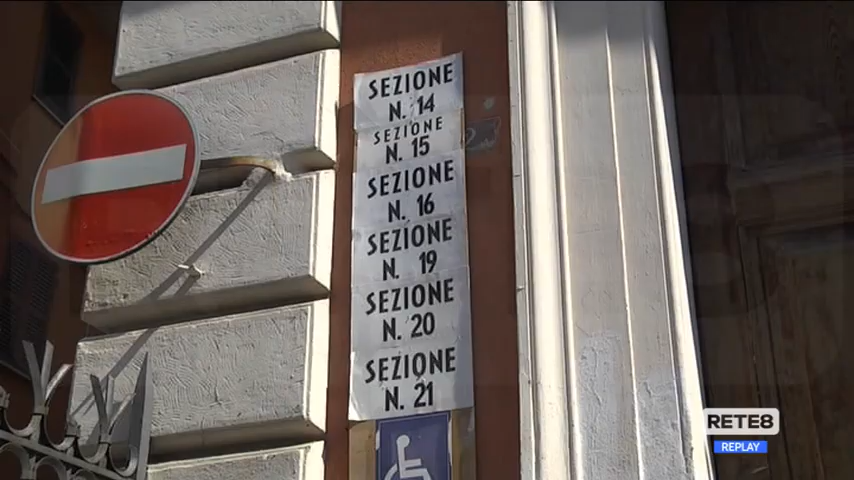 SEZIONE
N. 14
SEZIONE
N. 15
SEZIONE
N. 16
SEZIONE
N. 19
SEZIONE
N. 20
SEZIONE
N. 21
RETE8
REPLAY